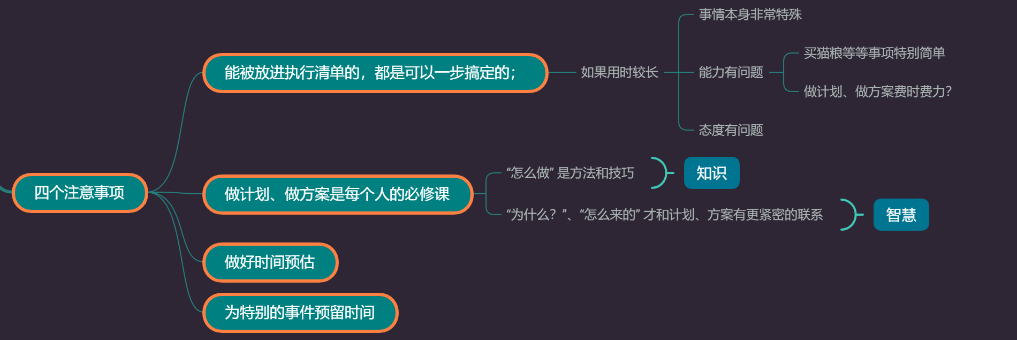 四个注意事项
能被放进执行清单的，都是可以一步搞定的；
如果用时较长
事情本身非常特殊
能力有问题
买猫粮等等事项特别简单
做计划、做方案费时费力？
态度有问题
做计划、做方案是每个人的必修课
“怎么做” 是方法和技巧
知识
“为什么？”、“怎么来的” 才和计划、方案有更紧密的联系
智慧
做好时间预估
为特别的事件预留时间